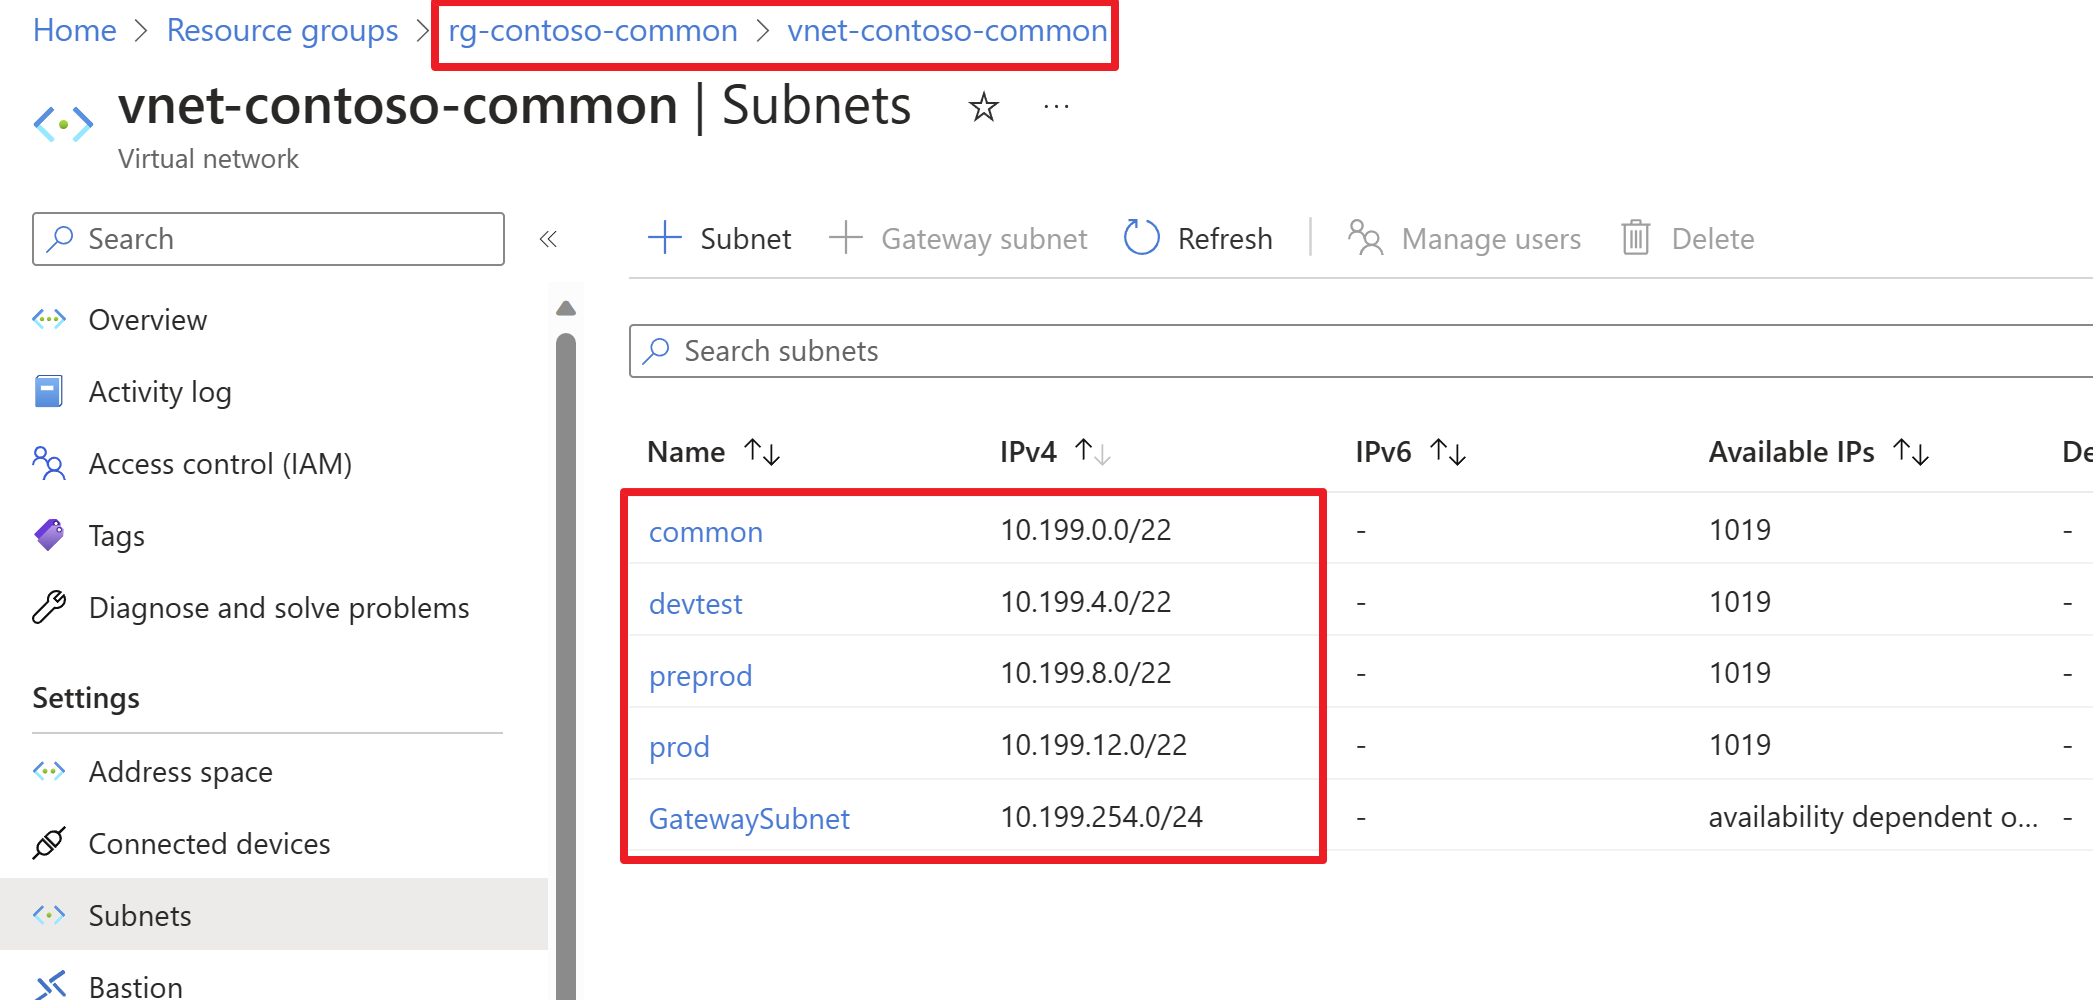 Home > Resource groups > rg-contoso-common > vnet-contoso-common
vnet-contoso-common | Subnets ☆ ...
Virtual network
Search «
+ Subnet + Gateway subnet Refresh | Manage users Delete
Overview
Activity log
Access control (IAM)
Tags
Diagnose and solve problems
Settings
Address space
Connected devices
Subnets
Bastion
Search subnets
Name ↑↓ IPv4 ↑↓ IPv6 ↑↓ Available IPs ↑↓ De
common 10.199.0.0/22 - 1019 -
devtest 10.199.4.0/22 - 1019 -
preprod 10.199.8.0/22 - 1019 -
prod 10.199.12.0/22 - 1019 -
GatewaySubnet 10.199.254.0/24 - availability dependent o... -